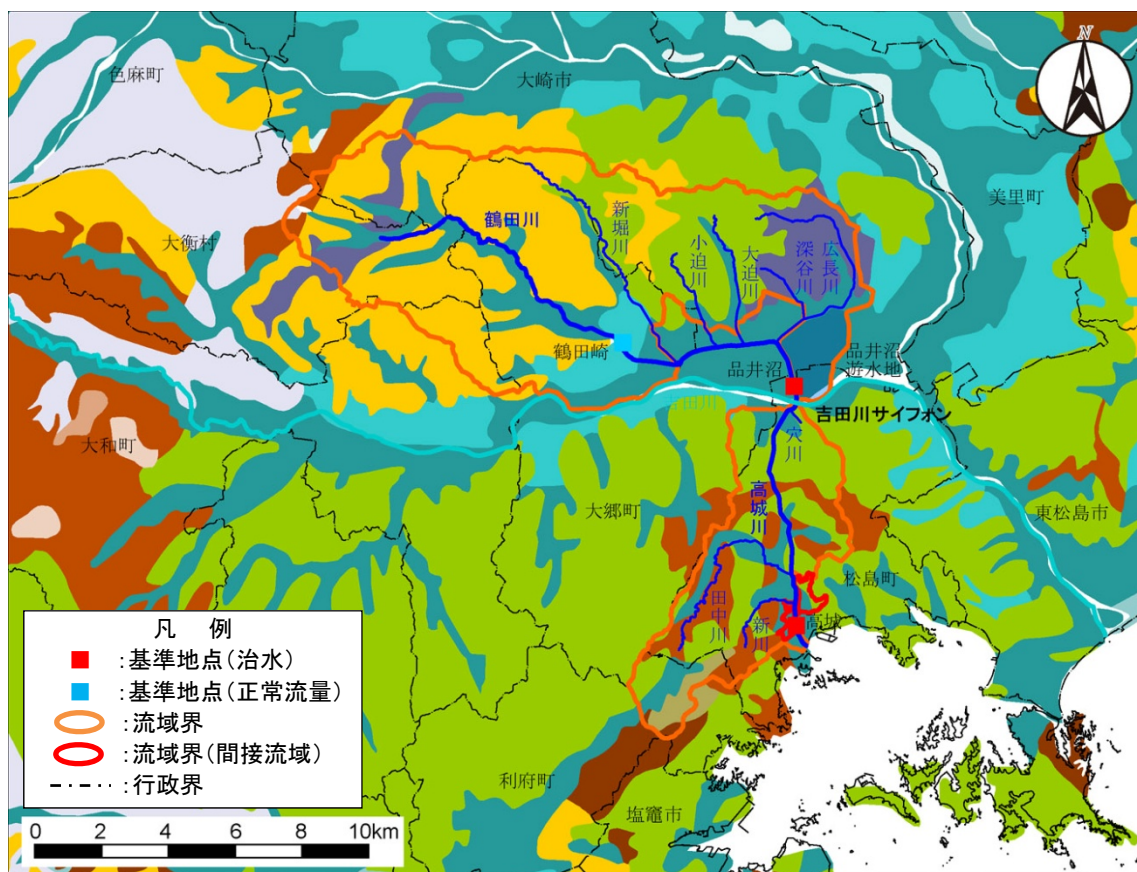 N
色麻町
大崎市
美里町
大衡村
鶴田川
新堀川
小迫川
大迫川
深谷川
広長川
鶴田崎
品井沼
品井沼
遊水地
吉田川
吉田川サイフォン
大和町
穴川
大郷町
高城川
東松島市
松島町
田中川
新川
高城
利府町
塩竈市
凡 例
:基準地点(治水)
:基準地点(正常流量)
:流域界
:流域界(間接流域)
:行政界
0 2 4 6 8 10km